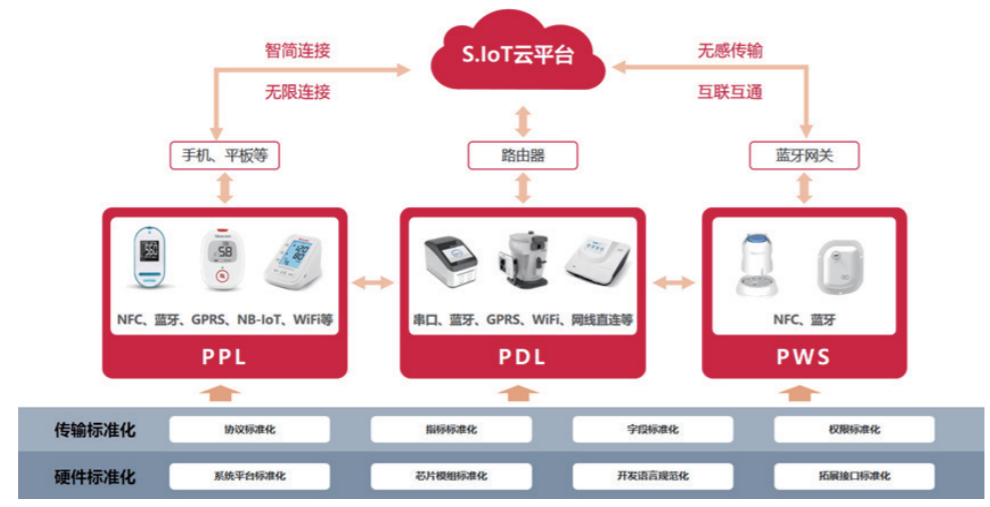 S.IoT云平台
智简连接
无限连接
无感传输
互联互通
手机、平板等
路由器
蓝牙网关
58
NFC、蓝牙、GPRS、NB-IoT、WiFi等
PPL
串口、蓝牙、GPRS、WiFi、网线直连等
PDL
NFC、蓝牙
PWS
传输标准化
协议标准化
指标标准化
字段标准化
权限标准化
硬件标准化
系统平台标准化
芯片模组标准化
开发语言规范化
拓展接口标准化